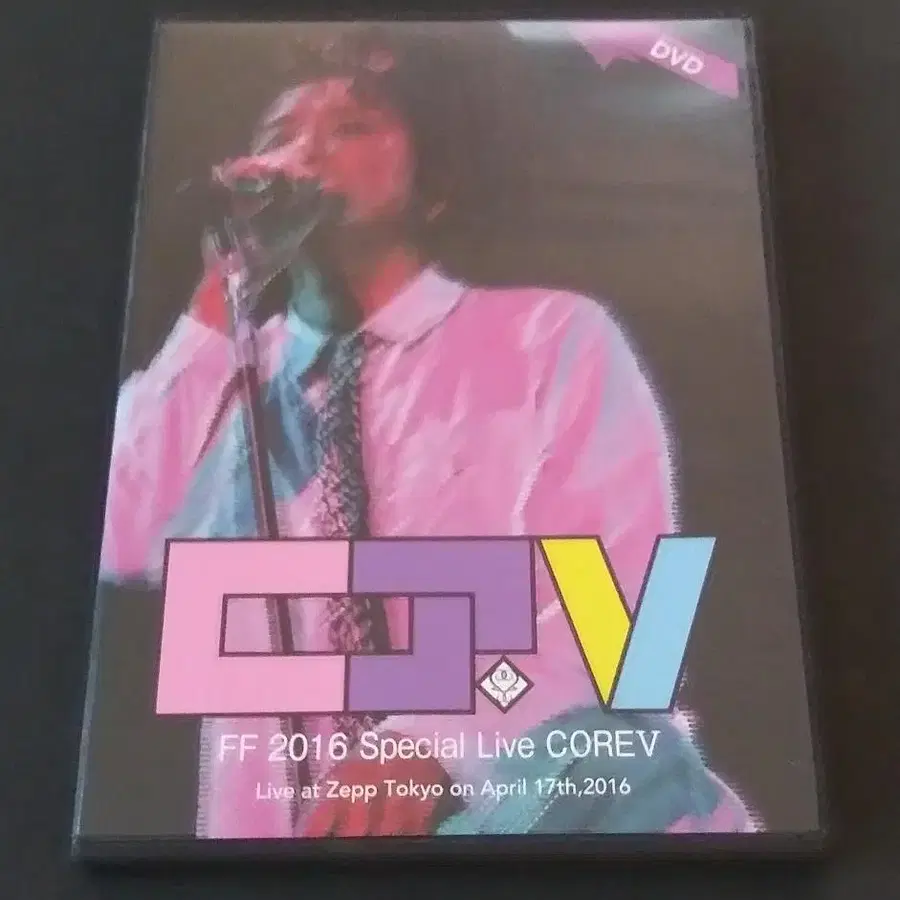 DVD
FF 2016 Special Live COREV
Live at Zepp Tokyo on April 17th,2016